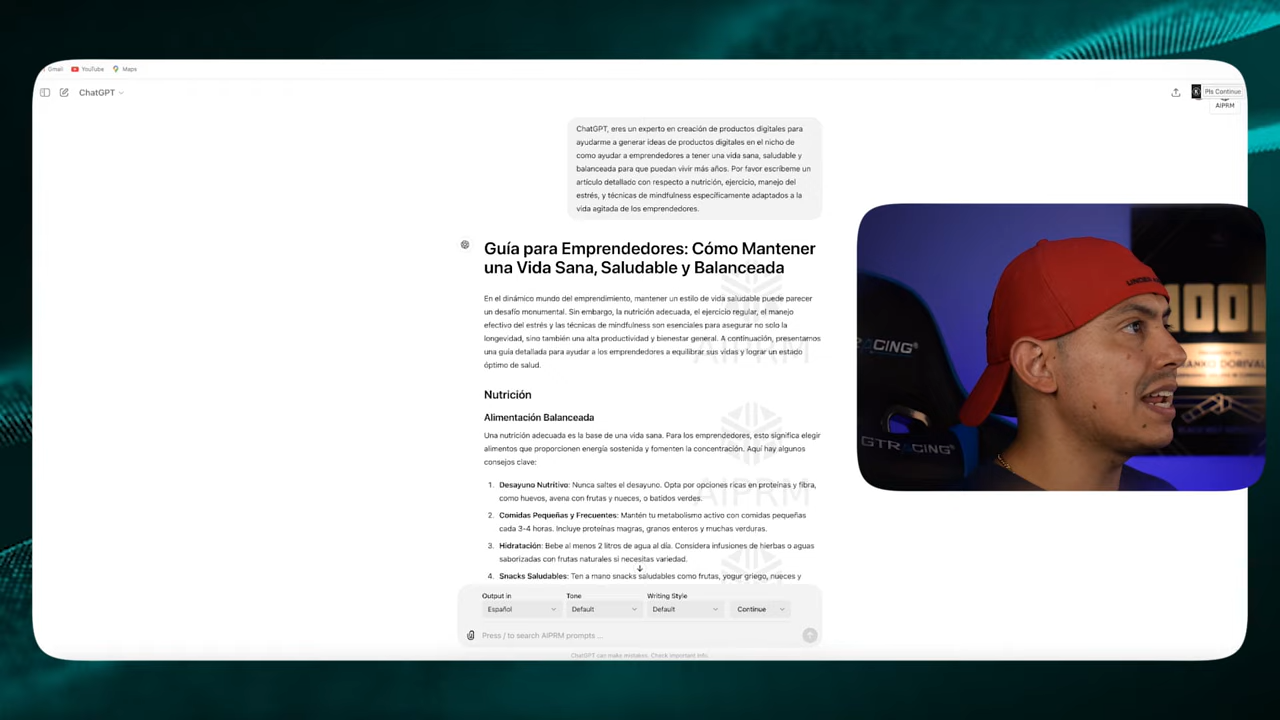 Gmail YouTube Maps
ChatGPT
Pls Continue
AIPRM
ChatGPT, eres un experto en creación de productos digitales para
ayudarme a generar ideas de productos digitales en el nicho de
como ayudar a emprendedores a tener una vida sana, saludable y
balanceada para que puedan vivir más años. Por favor escribeme un
artículo detallado con respecto a nutrición, ejercicio, manejo del
estrés, y técnicas de mindfulness específicamente adaptados a la
vida agitada de los emprendedores.
Guía para Emprendedores: Cómo Mantener
una Vida Sana, Saludable y Balanceada
En el dinámico mundo del emprendimiento, mantener un estilo de vida saludable puede parecer
un desafío monumental. Sin embargo, la nutrición adecuada, el ejercicio regular, el manejo
efectivo del estrés y las técnicas de mindfulness son esenciales para asegurar no solo la
longevidad, sino también una alta productividad y bienestar general. A continuación, presentamos
una guía detallada para ayudar a los emprendedores a equilibrar sus vidas y lograr un estado
óptimo de salud.
AIPRM
Nutrición
Alimentación Balanceada
Una nutrición adecuada es la base de una vida sana. Para los emprendedores, esto significa elegir
alimentos que proporcionen energía sostenida y fomenten la concentración. Aquí hay algunos
consejos clave:
1. Desayuno Nutritivo: Nunca saltes el desayuno. Opta por opciones ricas en proteínas y fibra,
como huevos, avena con frutas y nueces, o batidos verdes.
AIPRM
2. Comidas Pequeñas y Frecuentes: Mantén tu metabolismo activo con comidas pequeñas
cada 3-4 horas. Incluye proteínas magras, granos enteros y muchas verduras.
3. Hidratación: Bebe al menos 2 litros de agua al día. Considera infusiones de hierbas o aguas
saborizadas con frutas naturales si necesitas variedad.
4. Snacks Saludables: Ten a mano snacks saludables como frutas, yogur griego, nueces y
Output in Tone Writing Style
Español Default Default Continue
Press / to search AIPRM prompts ...
ChatGPT can make mistakes. Check important info.
RACING
GTRACING
UNDER